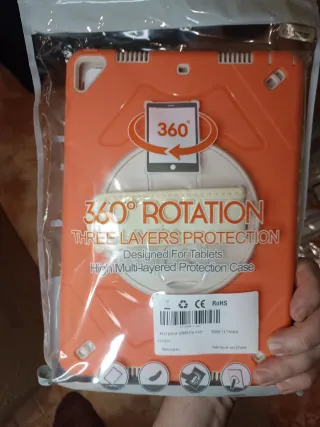 360°
360° ROTATION
THREE LAYERS PROTECTION
Designed For Tablets
High Multi-layered Protection Case
CE RoHS